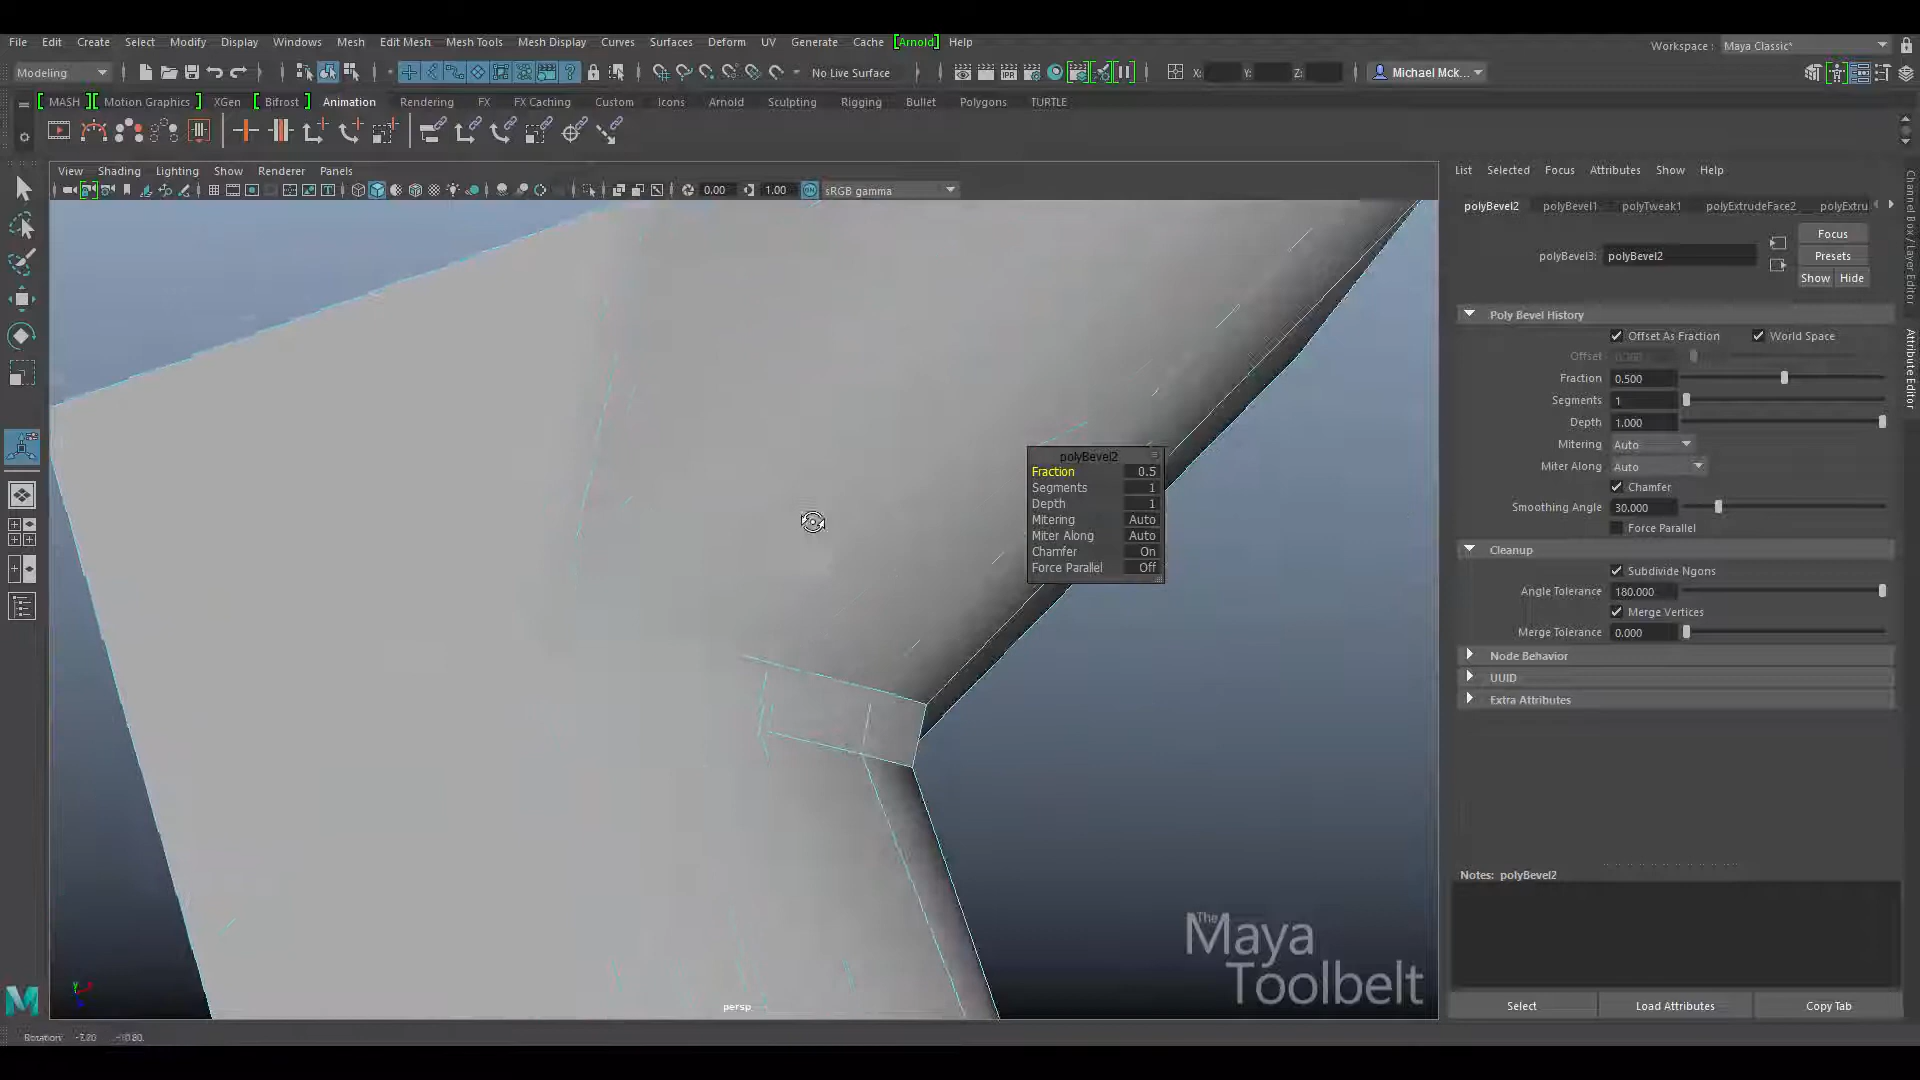 File Edit Create Select Modify Display Windows Mesh Edit Mesh Mesh Tools Mesh Display Curves Surfaces Deform UV Generate Cache [Arnold] Help
Workspace : Maya Classic*
Modeling
No Live Surface
X: Y: Z:
Michael Mck...
MASH Motion Graphics XGen Bifrost Animation Rendering FX FX Caching Custom Icons Arnold Sculpting Rigging Bullet Polygons TURTLE
View Shading Lighting Show Renderer Panels
0.00 1.00 sRGB gamma
List Selected Focus Attributes Show Help
polyBevel2 polyBevel1 polyTweak1 polyExtrudeFace2 polyExtru
polyBevel3: polyBevel2
Focus
Presets
Show Hide
Poly Bevel History
Offset As Fraction World Space
Offset
Fraction 0.500
Segments 1
Depth 1.000
Mitering Auto
Miter Along Auto
Chamfer
Smoothing Angle 30.000
Force Parallel
Cleanup
Subdivide Ngons
Angle Tolerance 180.000
Merge Vertices
Merge Tolerance 0.000
Node Behavior
UUID
Extra Attributes
Notes: polyBevel2
Select Load Attributes Copy Tab
Channel Box / Layer Editor
Attribute Editor
polyBevel2
Fraction 0.5
Segments 1
Depth 1
Mitering Auto
Miter Along Auto
Chamfer On
Force Parallel Off
The
Maya
Toolbelt
persp
IPR